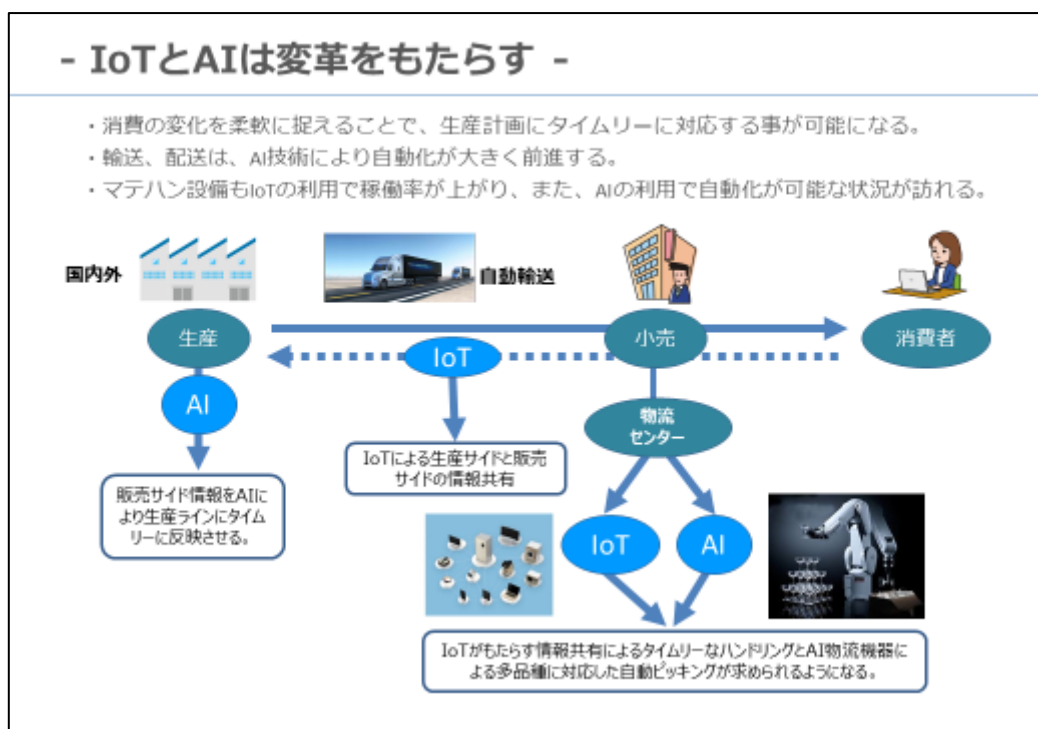 - IoTとAIは変革をもたらす -
・消費の変化を柔軟に捉えることで、生産計画にタイムリーに対応する事が可能になる。
・輸送、配送は、AI技術により自動化が大きく前進する。
・マテハン設備もIoTの利用で稼働率が上がり、また、AIの利用で自動化が可能な状況が訪れる。
国内外
自動輸送
生産
小売
消費者
IoT
AI
物流
センター
IoTによる生産サイドと販売
サイドの情報共有
販売サイド情報をAIに
より生産ラインにタイム
リーに反映させる。
IoT
AI
IoTがもたらす情報共有によるタイムリーなハンドリングとAI物流機器に
よる多品種に対応した自動ピッキングが求められるようになる。